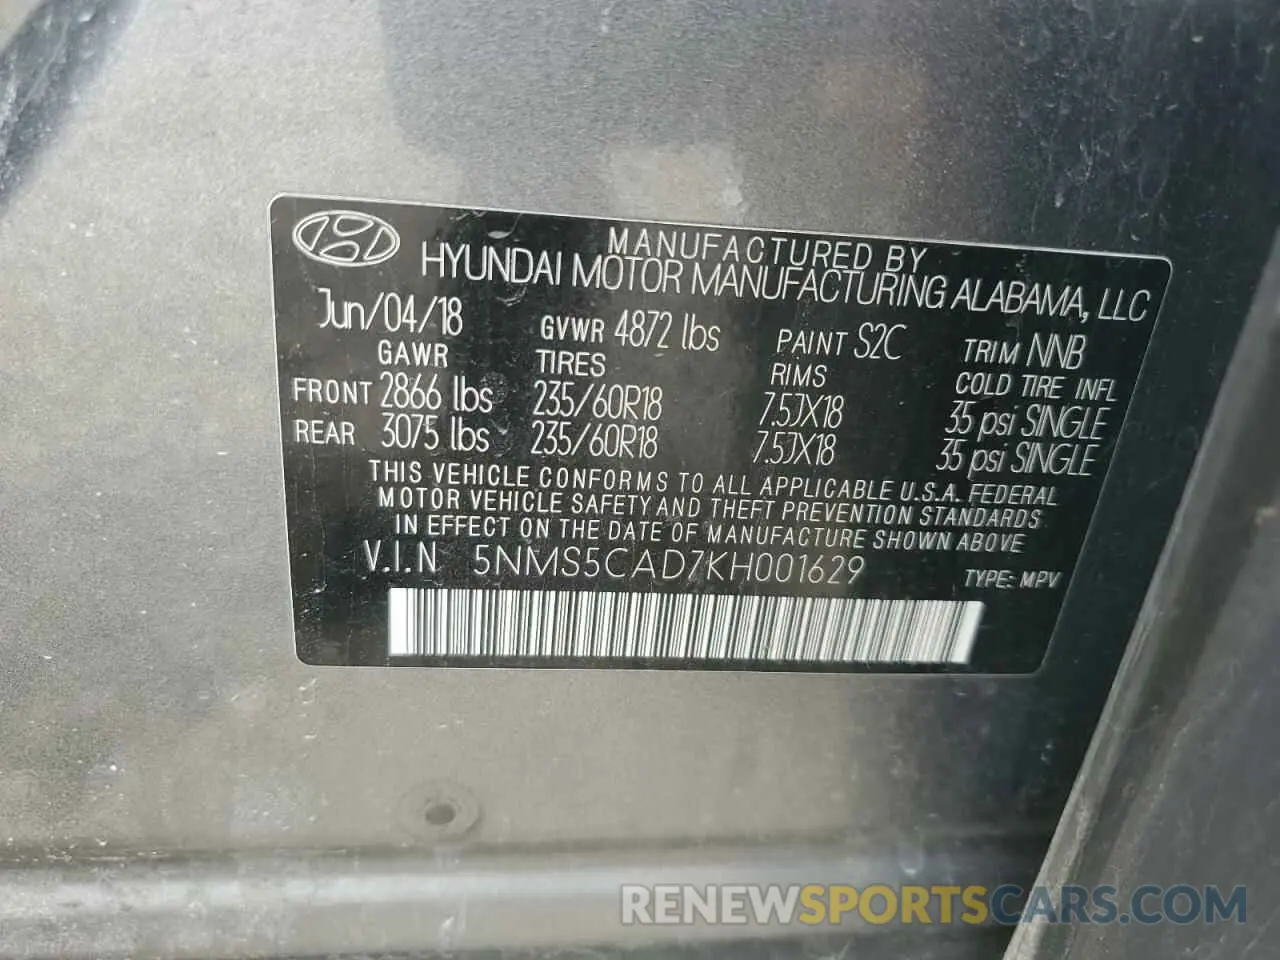 MANUFACTURED BY
HYUNDAI MOTOR MANUFACTURING ALABAMA, LLC
Jun/04/18 GVWR 4872 lbs PAINT S2C TRIM NNB
GAWR TIRES RIMS COLD TIRE INFL
FRONT 2866 lbs 235/60R18 7.5JX18 35 psi SINGLE
REAR 3075 lbs 235/60R18 7.5JX18 35 psi SINGLE
THIS VEHICLE CONFORMS TO ALL APPLICABLE U.S.A. FEDERAL
MOTOR VEHICLE SAFETY AND THEFT PREVENTION STANDARDS
IN EFFECT ON THE DATE OF MANUFACTURE SHOWN ABOVE
V.I.N 5NMS5CAD7KH001629 TYPE: MPV
RENEWSPORTSCARS.COM